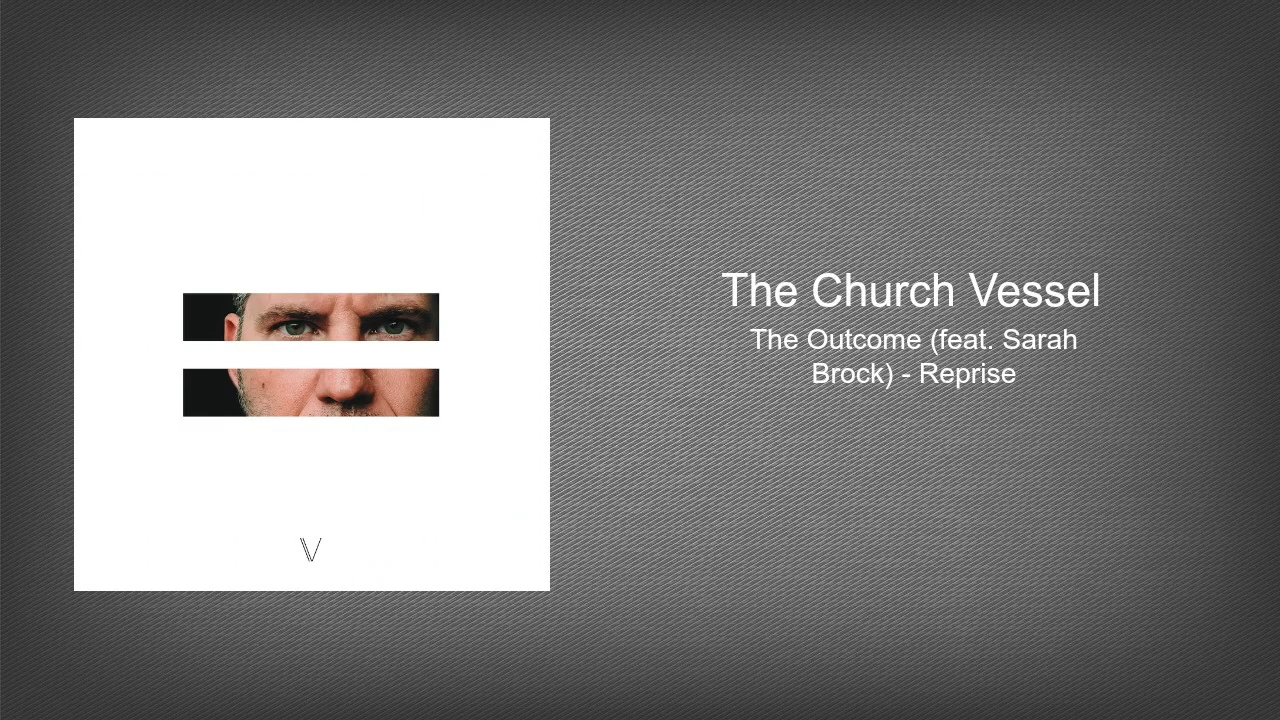 The Church Vessel
The Outcome (feat. Sarah
Brock) - Reprise
V